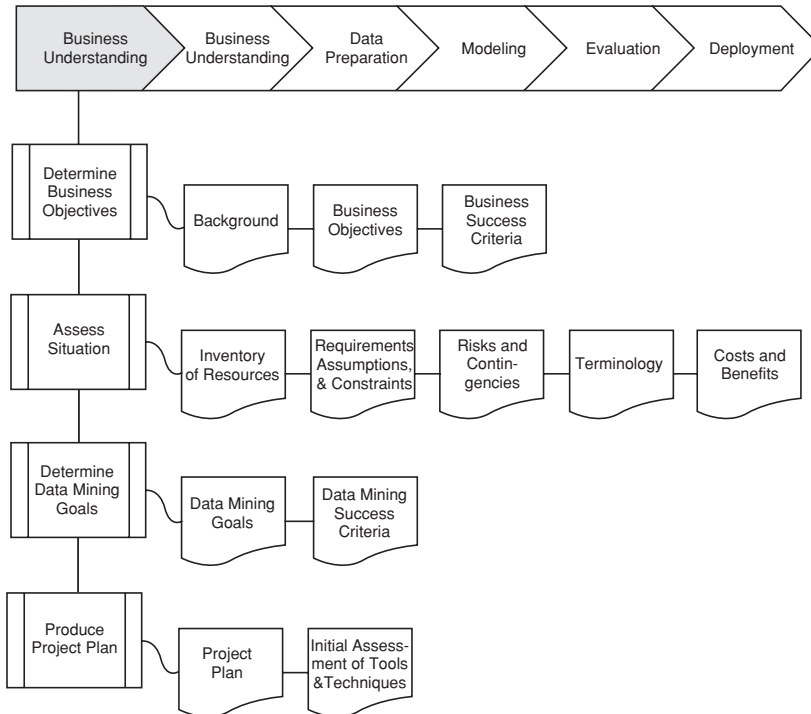 Business
Understanding
Business
Understanding
Data
Preparation
Modeling
Evaluation
Deployment
Determine
Business
Objectives
Background
Business
Objectives
Business
Success
Criteria
Assess
Situation
Inventory
of Resources
Requirements
Assumptions,
& Constraints
Risks and
Contin-
gencies
Terminology
Costs and
Benefits
Determine
Data Mining
Goals
Data Mining
Goals
Data Mining
Success
Criteria
Produce
Project Plan
Project
Plan
Initial Assess-
ment of Tools
&Techniques